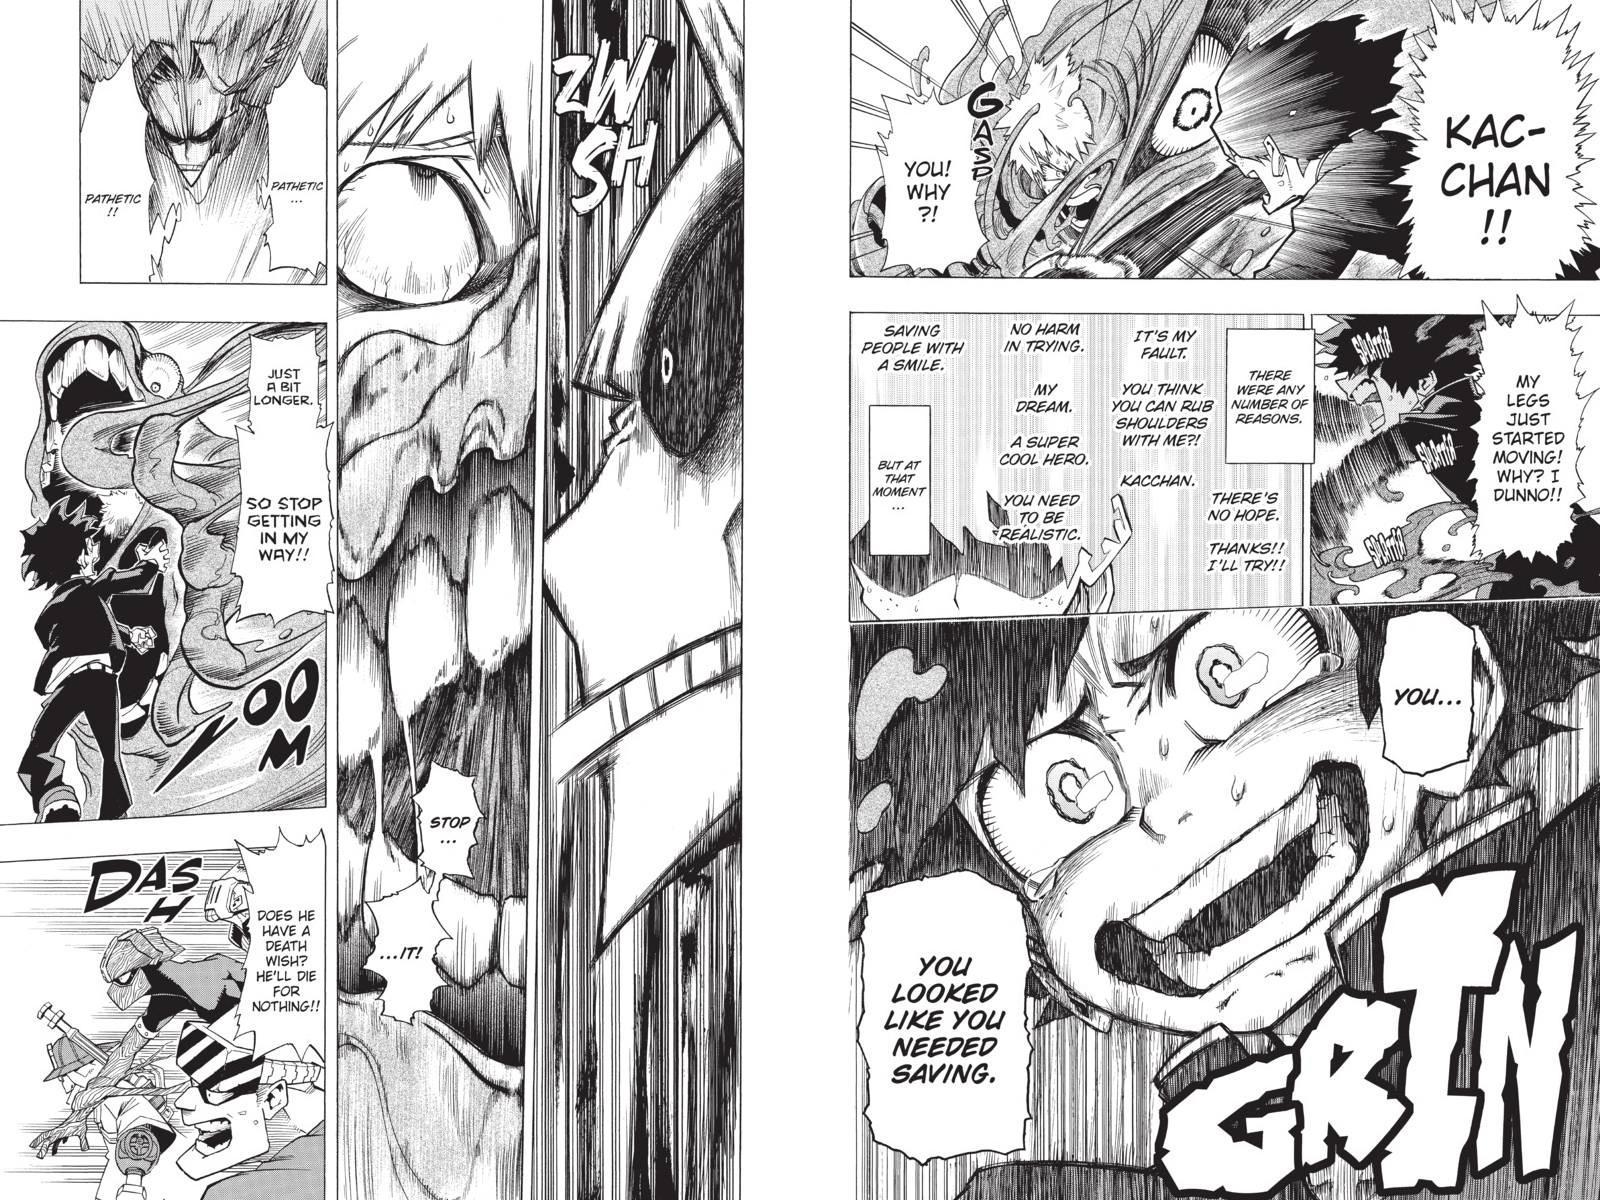 KAC-
CHAN
!!
GASP
YOU!
WHY
?!
MY
LEGS
JUST
STARTED
MOVING!
WHY? I
DUNNO!!
THERE
WERE ANY
NUMBER OF
REASONS.
IT'S MY
FAULT.
YOU THINK
YOU CAN RUB
SHOULDERS
WITH ME?!
KACCHAN.
THERE'S
NO HOPE.
THANKS!!
I'LL TRY!!
NO HARM
IN TRYING.
MY
DREAM.
A SUPER
COOL HERO.
YOU NEED
TO BE
REALISTIC.
SAVING
PEOPLE WITH
A SMILE.
BUT AT
THAT
MOMENT
...
YOU...
YOU
LOOKED
LIKE YOU
NEEDED
SAVING.
GRIN
ZWSH
STOP
...
...IT!
PATHETIC
...
PATHETIC
!!
JUST
A BIT
LONGER.
SO STOP
GETTING
IN MY
WAY!!
ZOOM
DOES HE
HAVE A
DEATH
WISH?
HE'LL DIE
FOR
NOTHING!!
DASH